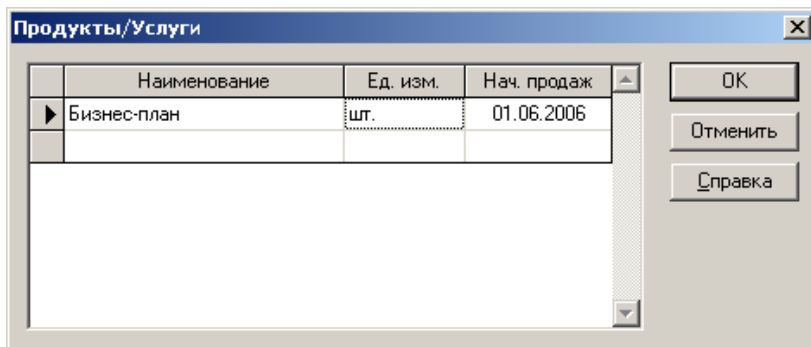 Продукты/Услуги
Наименование Ед. изм. Нач. продаж
Бизнес-план шт. 01.06.2006
OK
Отменить
Справка